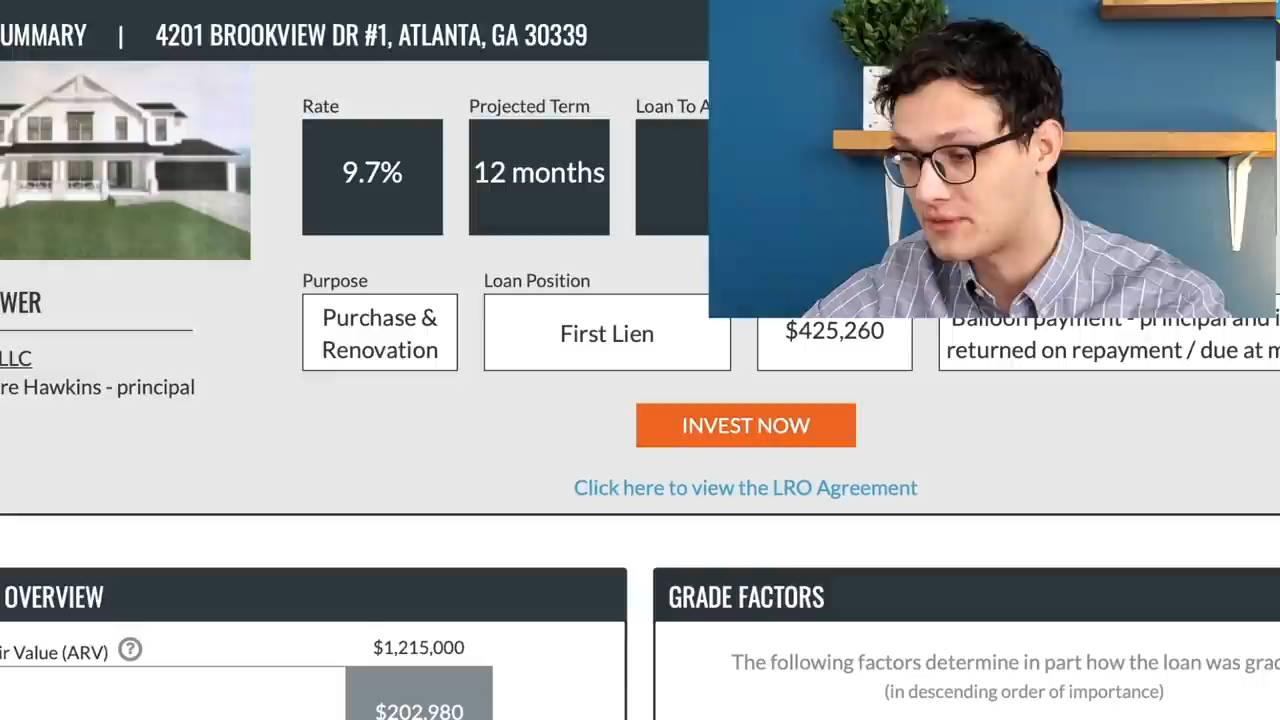 UMMARY | 4201 BROOKVIEW DR #1, ATLANTA, GA 30339
Rate
Projected Term
Loan To A
9.7%
12 months
WER
LLC
re Hawkins - principal
Purpose
Loan Position
Purchase &
Renovation
First Lien
$425,260
Balloon payment - principal and i
returned on repayment / due at m
INVEST NOW
Click here to view the LRO Agreement
OVERVIEW
ir Value (ARV) ?
$1,215,000
$202,980
GRADE FACTORS
The following factors determine in part how the loan was grad
(in descending order of importance)